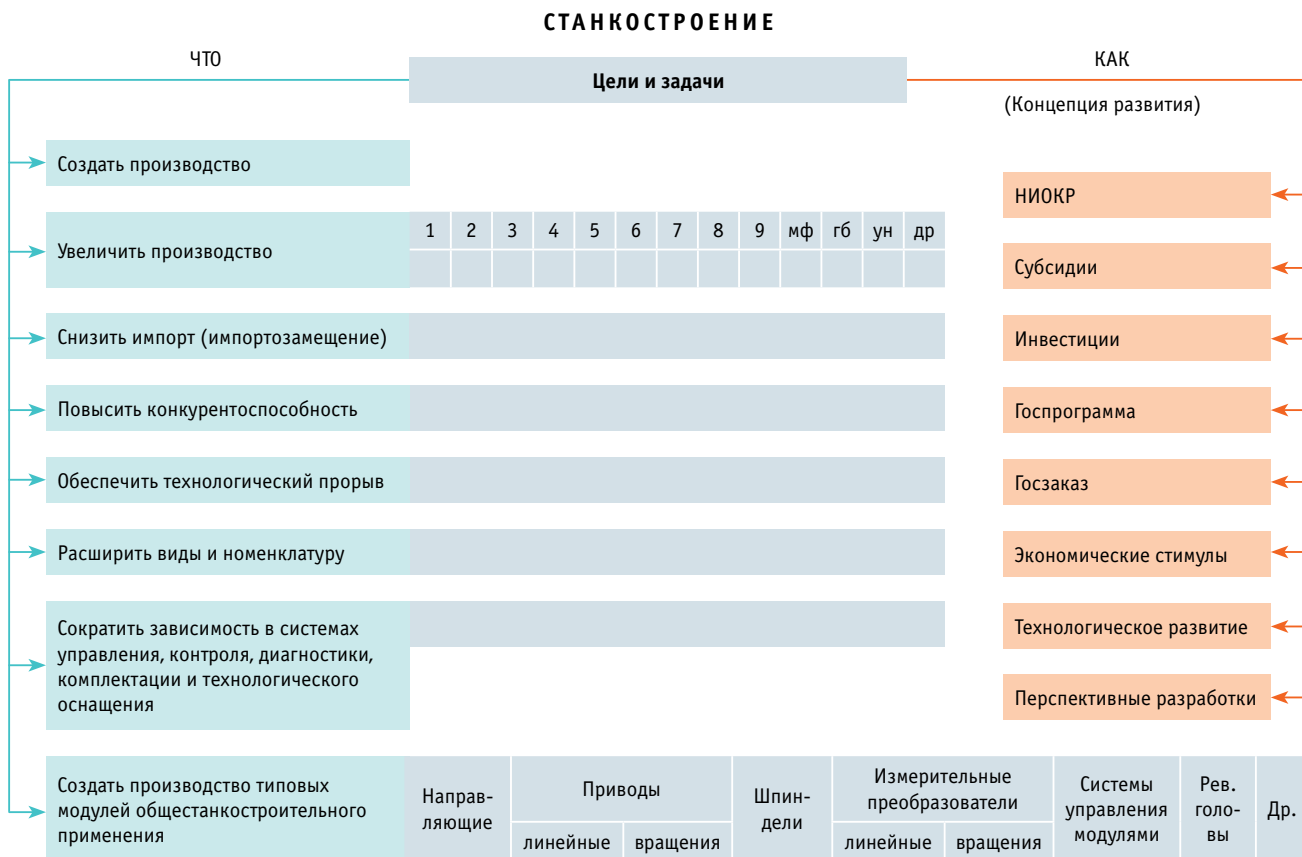 СТАНКОСТРОЕНИЕ
ЧТО
Цели и задачи
КАК
(Концепция развития)
Создать производство
Увеличить производство
1 2 3 4 5 6 7 8 9 мф гб ун др
Снизить импорт (импортозамещение)
Повысить конкурентоспособность
Обеспечить технологический прорыв
Расширить виды и номенклатуру
Сократить зависимость в системах
управления, контроля, диагностики,
комплектации и технологического
оснащения
НИОКР
Субсидии
Инвестиции
Госпрограмма
Госзаказ
Экономические стимулы
Технологическое развитие
Перспективные разработки
Создать производство типовых
модулей общестанкостроительного
применения
Направ-
ляющие
Приводы
линейные вращения
Шпин-
дели
Измерительные
преобразователи
линейные вращения
Системы
управления
модулями
Рев.
голо-
вы
Др.